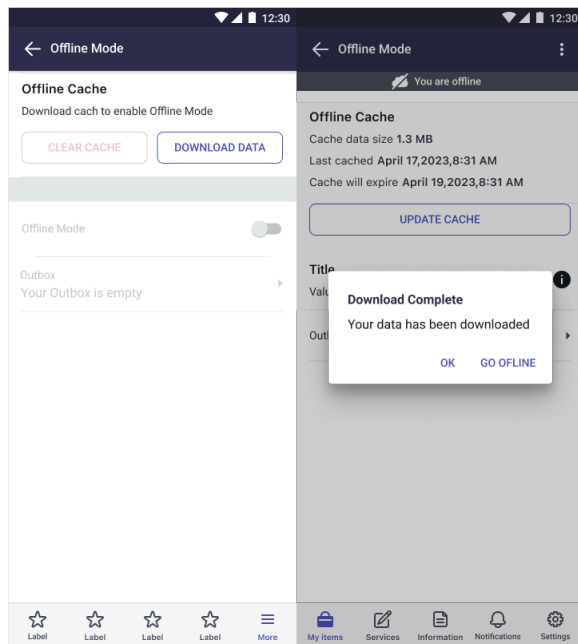 12:30
Offline Mode
Offline Cache
Download cach to enable Offline Mode
CLEAR CACHE
DOWNLOAD DATA
Offline Mode
Outbox
Your Outbox is empty
Label
Label
Label
Label
More
12:30
Offline Mode
You are offline
Offline Cache
Cache data size 1.3 MB
Last cached April 17,2023,8:31 AM
Cache will expire April 19,2023,8:31 AM
UPDATE CACHE
Title
Download Complete
Your data has been downloaded
OK GO OFLINE
My items
Services
Information
Notifications
Settings